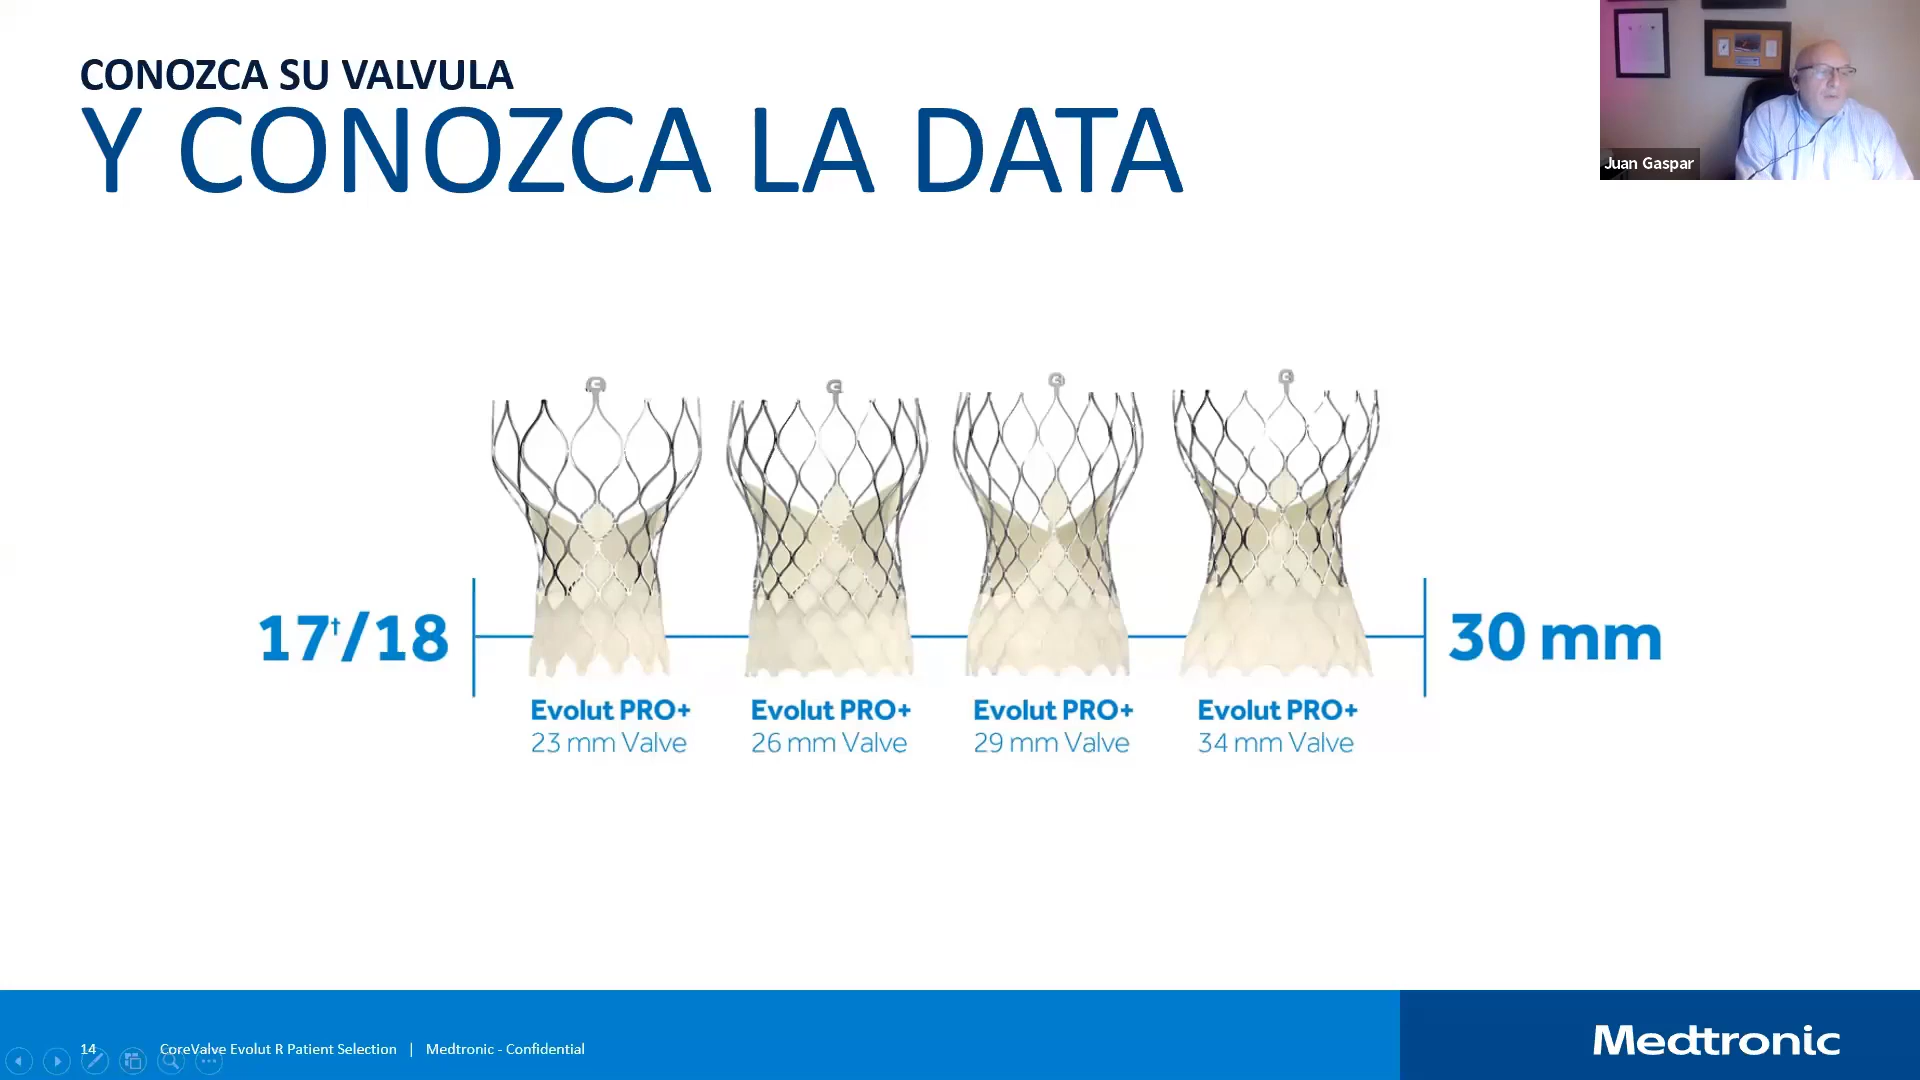 CONOZCA SU VALVULA
Y CONOZCA LA DATA
Juan Gaspar
17†/18
30 mm
Evolut PRO+
23 mm Valve
Evolut PRO+
26 mm Valve
Evolut PRO+
29 mm Valve
Evolut PRO+
34 mm Valve
14
CoreValve Evolut R Patient Selection | Medtronic - Confidential
Medtronic